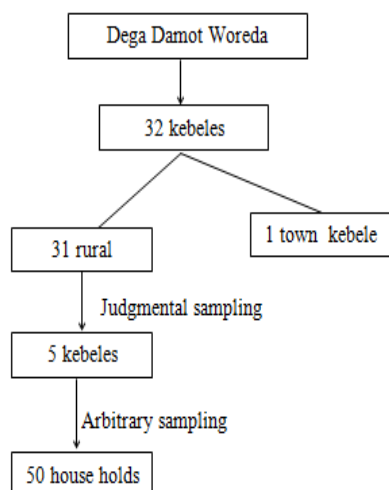 Dega Damot Woreda
32 kebeles
31 rural
1 town kebele
Judgmental sampling
5 kebeles
Arbitrary sampling
50 house holds